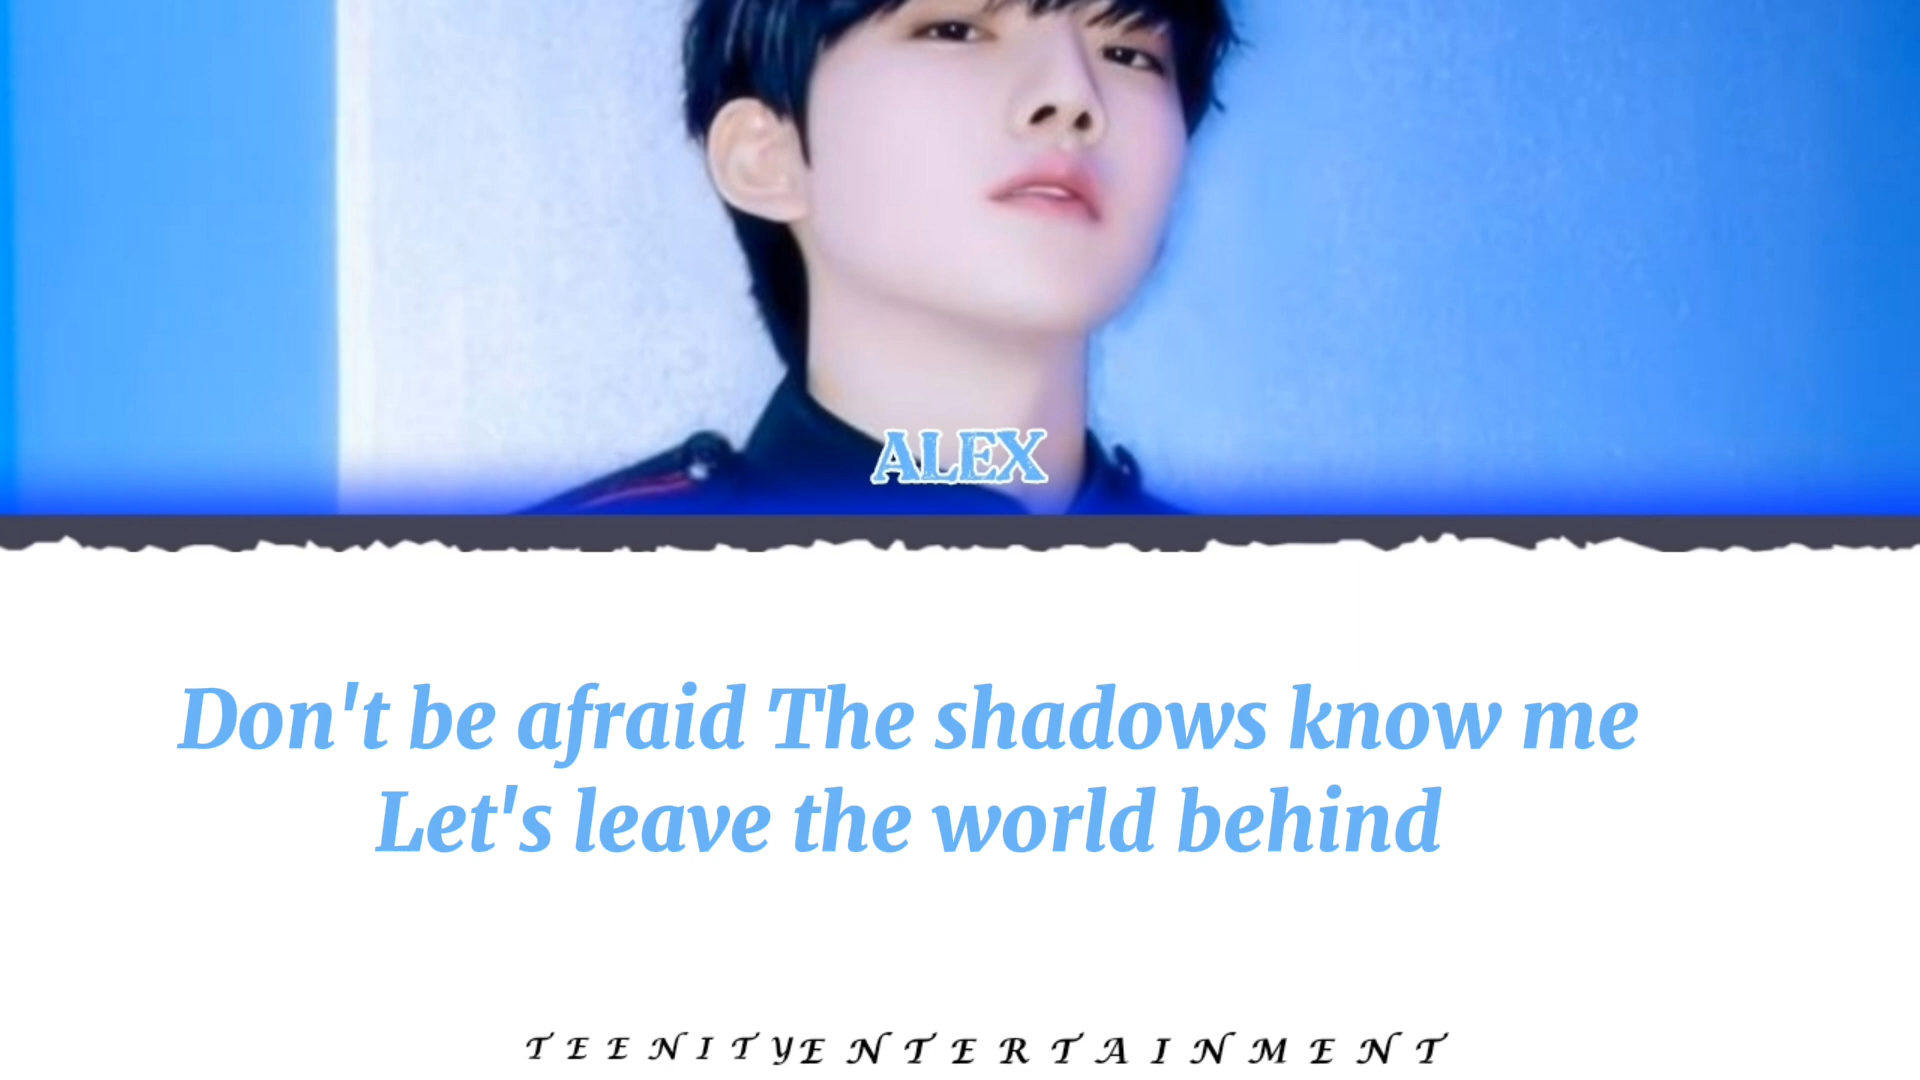 ALEX
Don't be afraid The shadows know me
Let's leave the world behind
TEENITYENTERTAINMENT